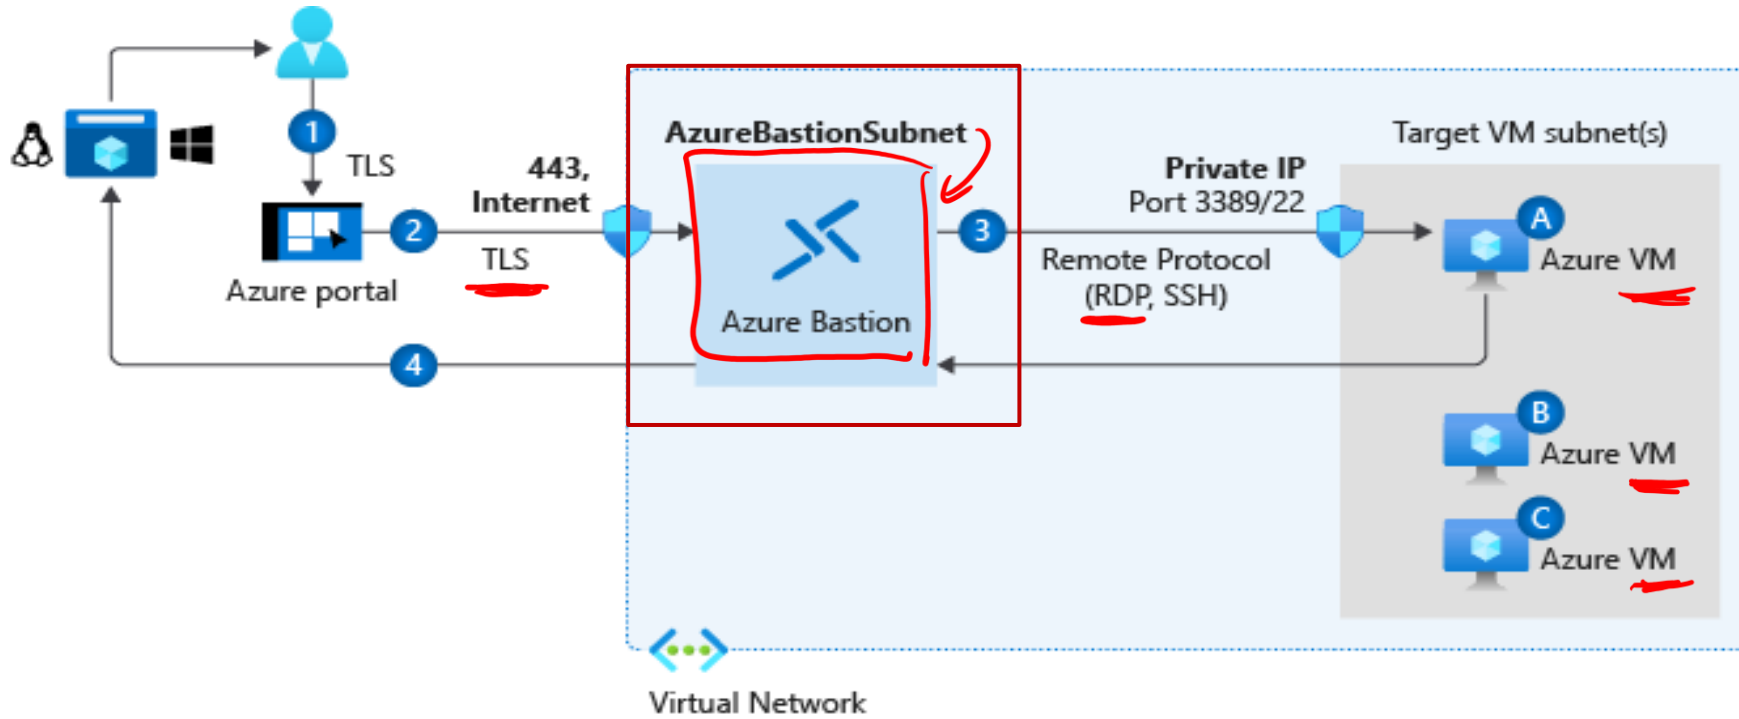 1
TLS
Azure portal
2
443,
Internet
TLS
AzureBastionSubnet
Azure Bastion
3
Private IP
Port 3389/22
Remote Protocol
(RDP, SSH)
4
Target VM subnet(s)
A
Azure VM
B
Azure VM
C
Azure VM
Virtual Network